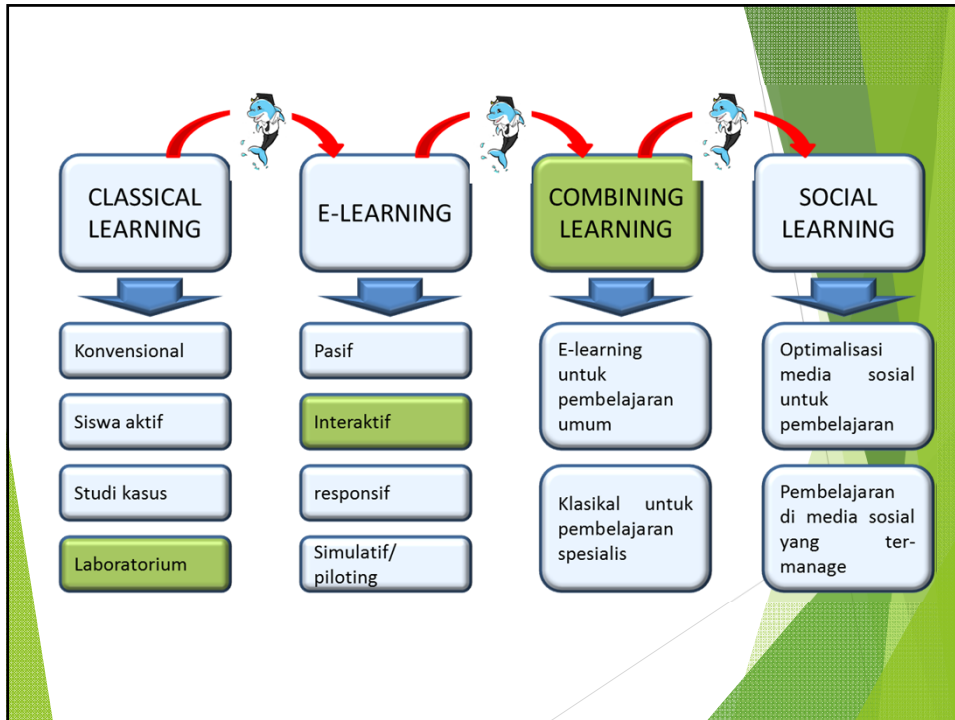 CLASSICAL
LEARNING
E-LEARNING
COMBINING
LEARNING
SOCIAL
LEARNING
Konvensional
Siswa aktif
Studi kasus
Laboratorium
Pasif
Interaktif
responsif
Simulatif/
piloting
E-learning
untuk
pembelajaran
umum
Klasikal untuk
pembelajaran
spesialis
Optimalisasi
media sosial
untuk
pembelajaran
Pembelajaran
di media sosial
yang ter-
manage